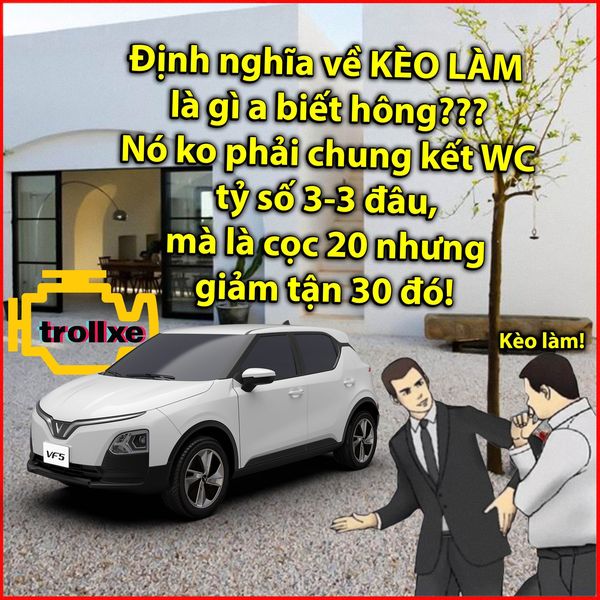 Định nghĩa về KÈO LÀM
là gì a biết hông???
Nó ko phải chung kết WC
tỷ số 3-3 đâu,
mà là cọc 20 nhưng
giảm tận 30 đó!
trollxe
Kèo làm!
VF5